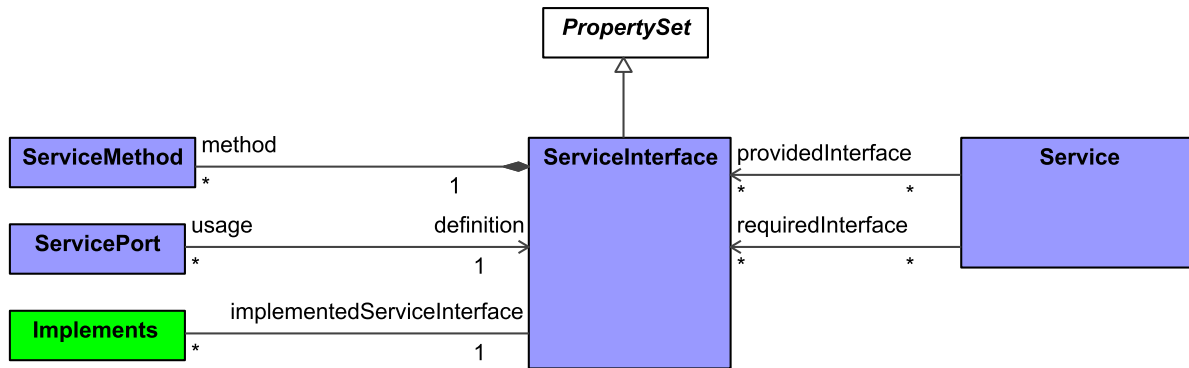 PropertySet
ServiceMethod
method
*
1
ServiceInterface
providedInterface
*
*
Service
ServicePort
usage
*
definition
1
requiredInterface
*
*
Implements
*
implementedServiceInterface
1